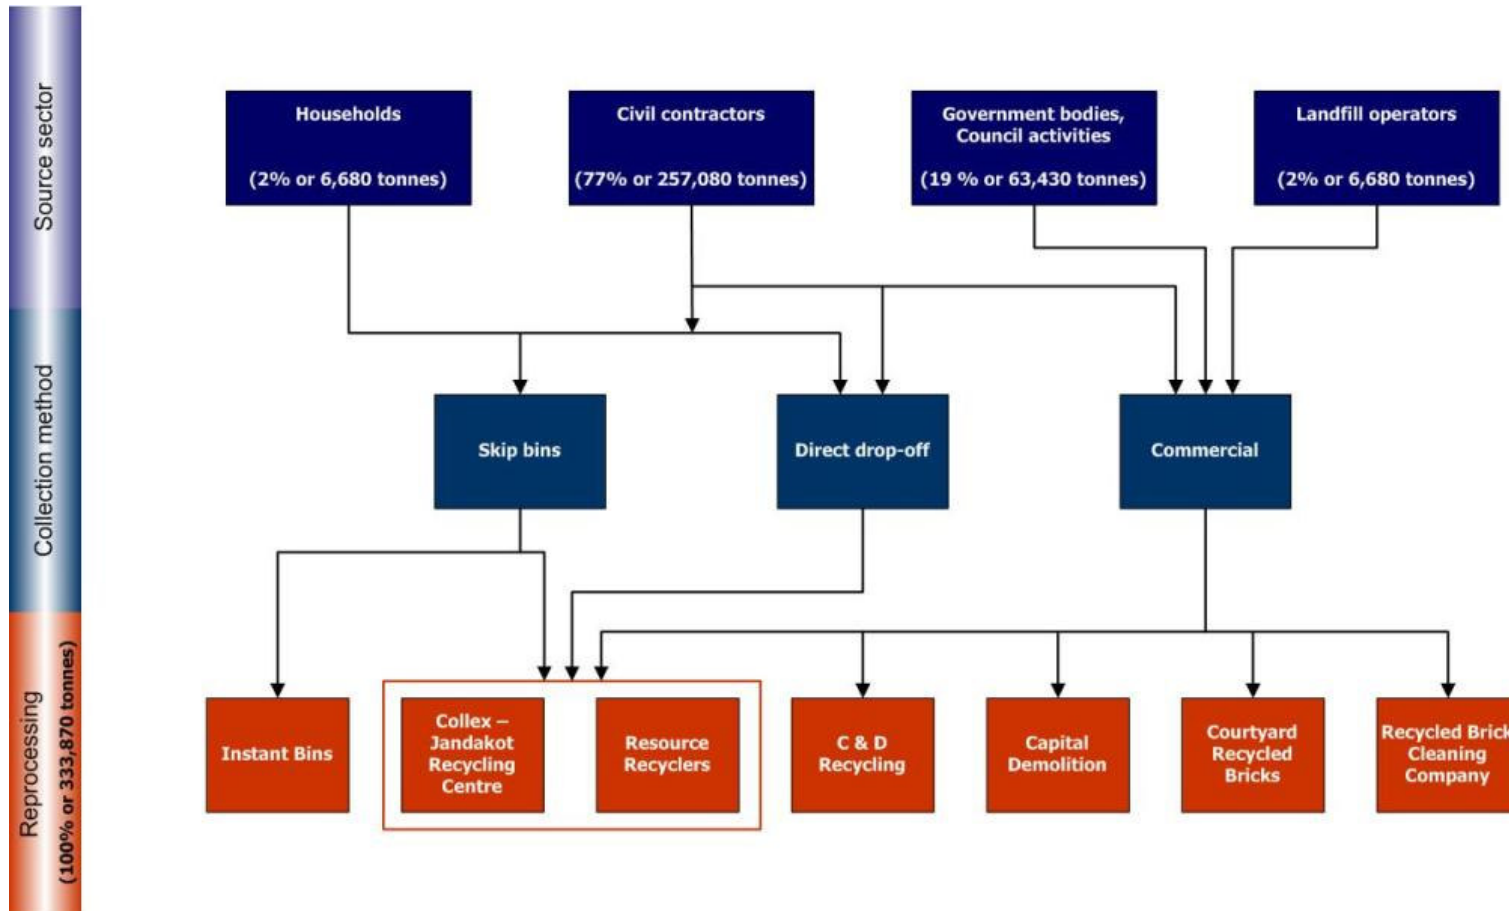 Source sector
Households
(2% or 6,680 tonnes)
Civil contractors
(77% or 257,080 tonnes)
Government bodies,
Council activities
(19 % or 63,430 tonnes)
Landfill operators
(2% or 6,680 tonnes)
Collection method
Skip bins
Direct drop-off
Commercial
Reprocessing
(100% or 333,870 tonnes)
Instant Bins
Collex –
Jandakot
Recycling
Centre
Resource
Recyclers
C & D
Recycling
Capital
Demolition
Courtyard
Recycled
Bricks
Recycled Brick
Cleaning
Company